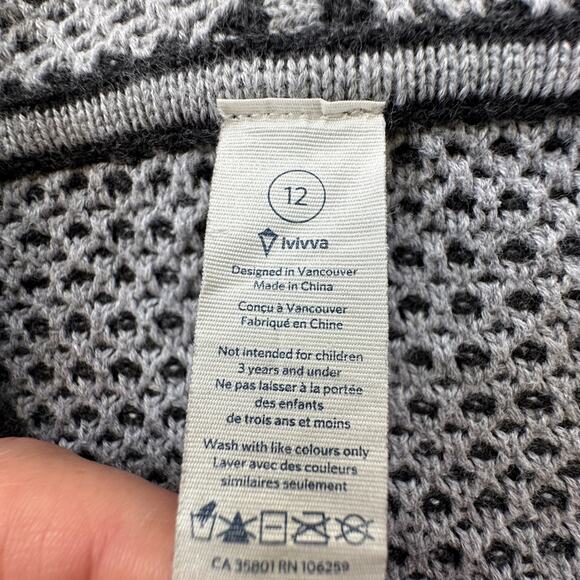 12
ivivva
Designed in Vancouver
Made in China
Conçu à Vancouver
Fabriqué en Chine
Not intended for children
3 years and under
Ne pas laisser à la portée
des enfants
de trois ans et moins
Wash with like colours only
Laver avec des couleurs
similaires seulement
CA 35801 RN 106259